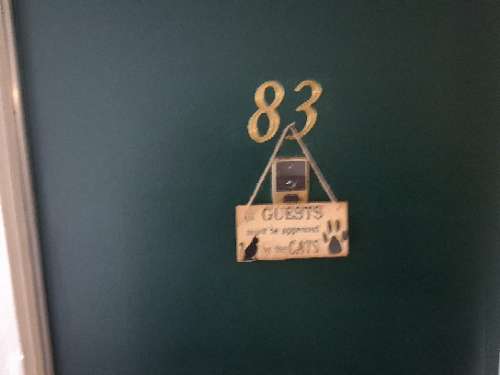 83
GUESTS
must be approved
by the CATS